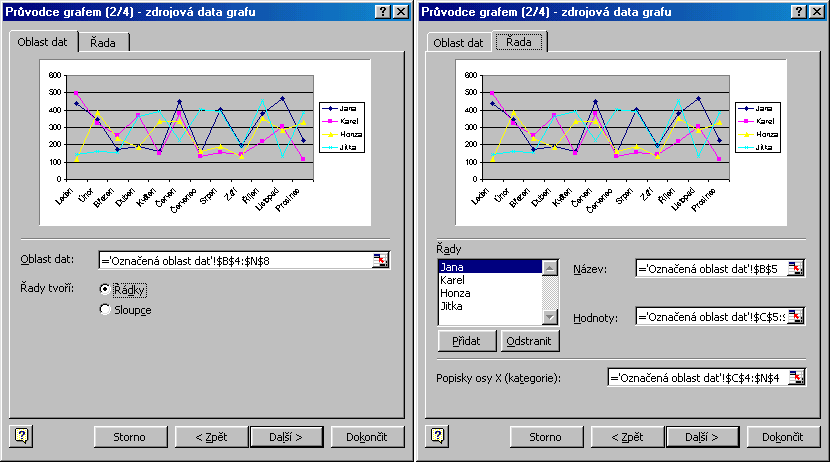 Průvodce grafem (2/4) - zdrojová data grafu
Oblast dat
Řada
600
500
400
300
200
100
0
Leden
Únor
Březen
Duben
Květen
Červen
Červenec
Srpen
Září
Říjen
Listopad
Prosinec
Jana
Karel
Honza
Jitka
Oblast dat:
='Označená oblast dat'!$B$4:$N$8
Řady tvoří:
Řádky
Sloupce
Storno
< Zpět
Další >
Dokončit
Průvodce grafem (2/4) - zdrojová data grafu
Oblast dat
Řada
600
500
400
300
200
100
0
Leden
Únor
Březen
Duben
Květen
Červen
Červenec
Srpen
Září
Říjen
Listopad
Prosinec
Jana
Karel
Honza
Jitka
Řady
Jana
Karel
Honza
Jitka
Název:
='Označená oblast dat'!$B$5
Hodnoty:
='Označená oblast dat'!$C$5:
Přidat
Odstranit
Popisky osy X (kategorie):
='Označená oblast dat'!$C$4:$N$4
Storno
< Zpět
Další >
Dokončit